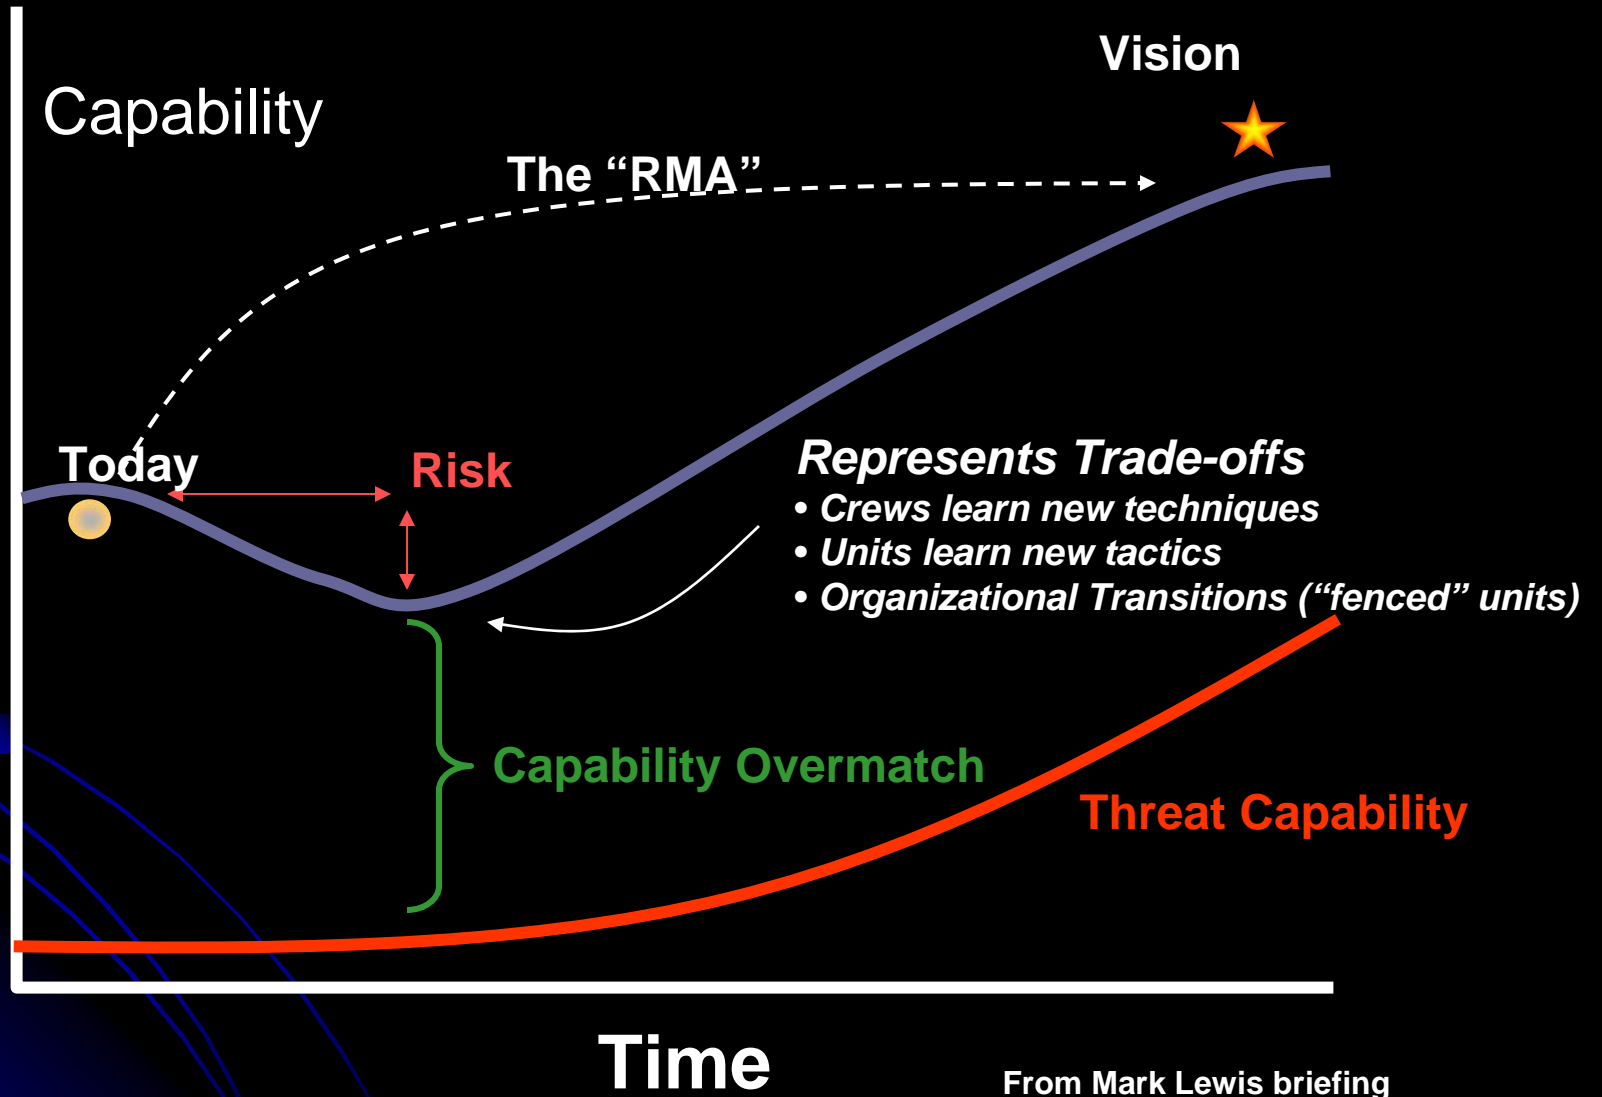 Vision
Capability
The “RMA”
Today
Risk
Represents Trade-offs
• Crews learn new techniques
• Units learn new tactics
• Organizational Transitions (“fenced” units)
Capability Overmatch
Threat Capability
Time
From Mark Lewis briefing